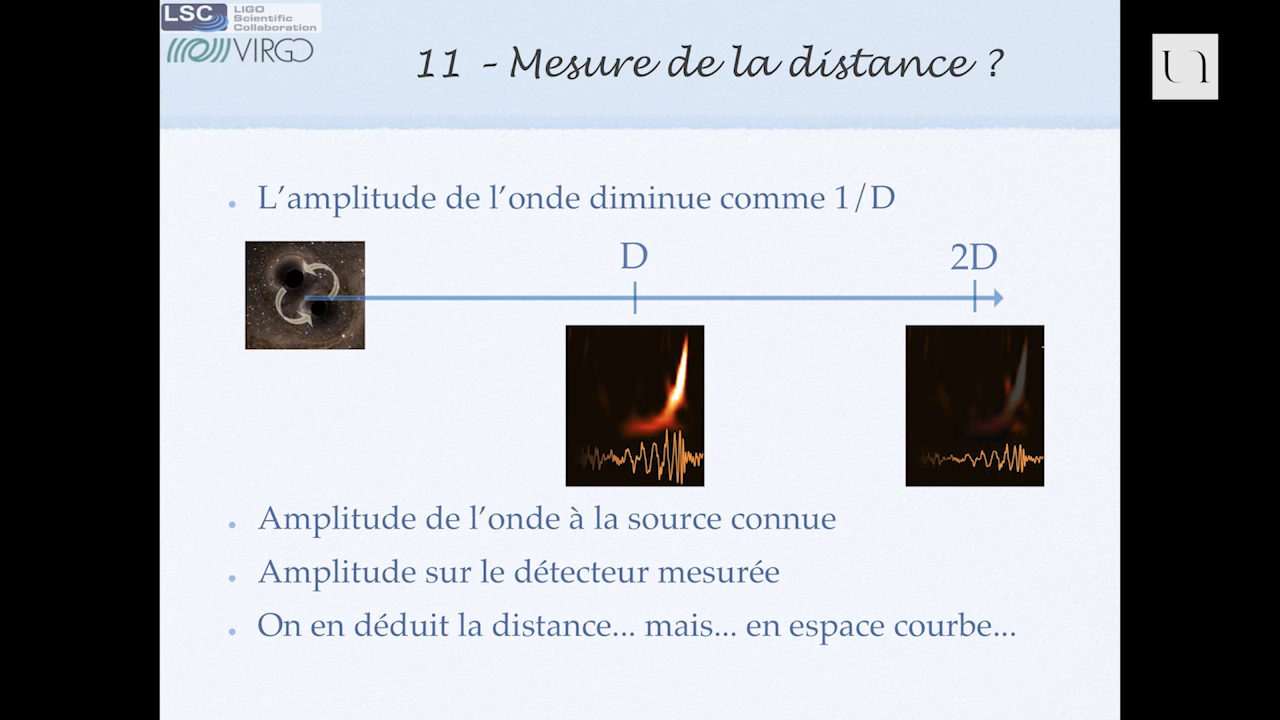 LSC
LIGO
Scientific
Collaboration
VIRGO
11 – Mesure de la distance ?
L'amplitude de l'onde diminue comme 1/D
D
2D
Amplitude de l'onde à la source connue
Amplitude sur le détecteur mesurée
On en déduit la distance... mais... en espace courbe...